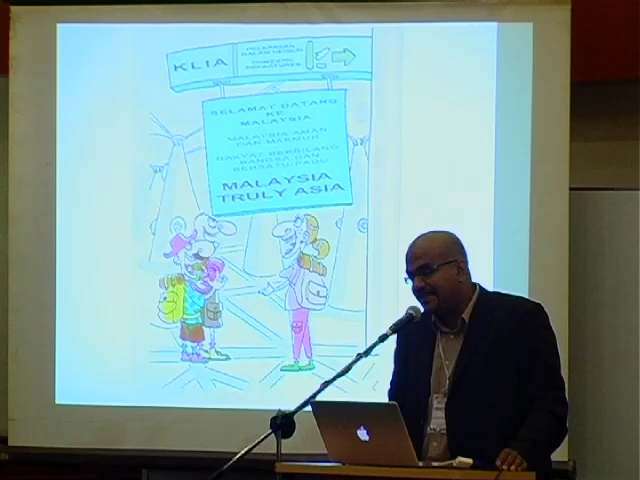 KLIA
PELEPASAN
DALAM NEGERI
DOMESTIC
DEPARTURES
SELAMAT DATANG
KE
MALAYSIA
MALAYSIA AMAN
DAN MAKMUR
RAKYAT BERBILANG
BANGSA DAN
BERSATU-PADU
MALAYSIA
TRULY ASIA